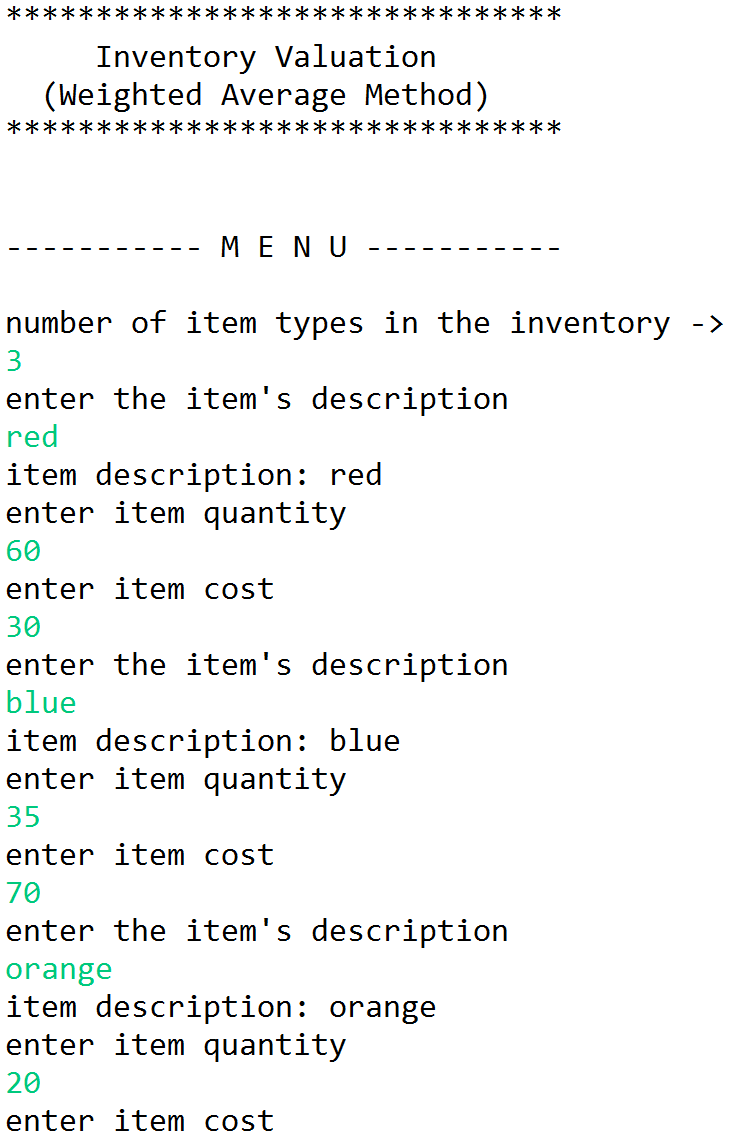 *******************************
Inventory Valuation
(Weighted Average Method)
*******************************
----------- M E N U -----------
number of item types in the inventory ->
3
enter the item's description
red
item description: red
enter item quantity
60
enter item cost
30
enter the item's description
blue
item description: blue
enter item quantity
35
enter item cost
70
enter the item's description
orange
item description: orange
enter item quantity
20
enter item cost